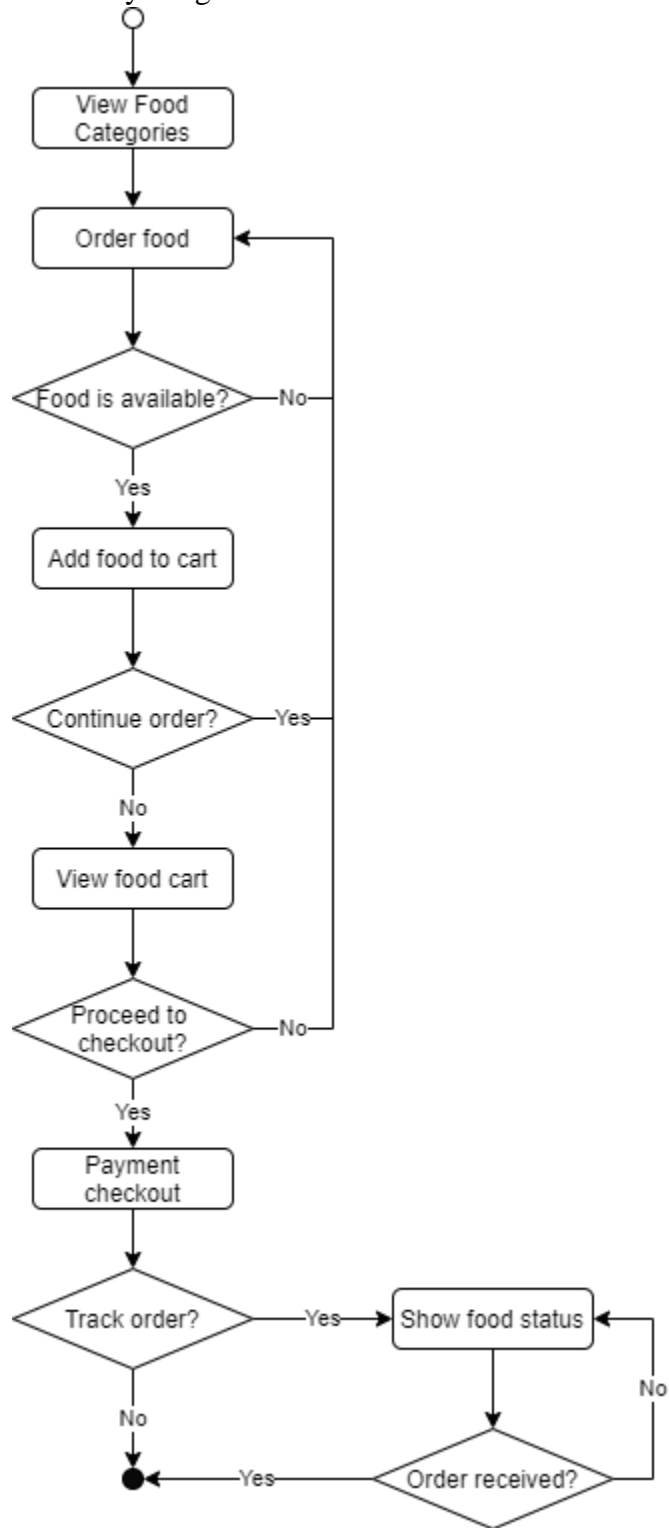 View Food
Categories
Order food
Food is available?
No
Yes
Add food to cart
Continue order?
Yes
No
View food cart
Proceed to
checkout?
No
Yes
Payment
checkout
Track order?
Yes
Show food status
No
No
Yes
Order received?